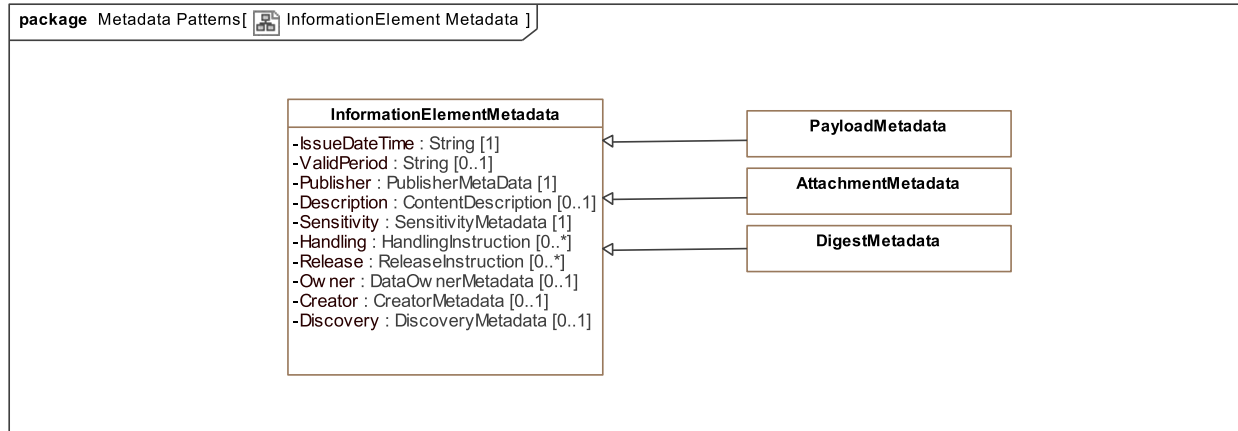 package Metadata Patterns[ InformationElement Metadata ]
InformationElementMetadata
-IssueDateTime : String [1]
-ValidPeriod : String [0..1]
-Publisher : PublisherMetaData [1]
-Description : ContentDescription [0..1]
-Sensitivity : SensitivityMetadata [1]
-Handling : HandlingInstruction [0..*]
-Release : ReleaseInstruction [0..*]
-Owner : DataOwnerMetadata [0..1]
-Creator : CreatorMetadata [0..1]
-Discovery : DiscoveryMetadata [0..1]
PayloadMetadata
AttachmentMetadata
DigestMetadata